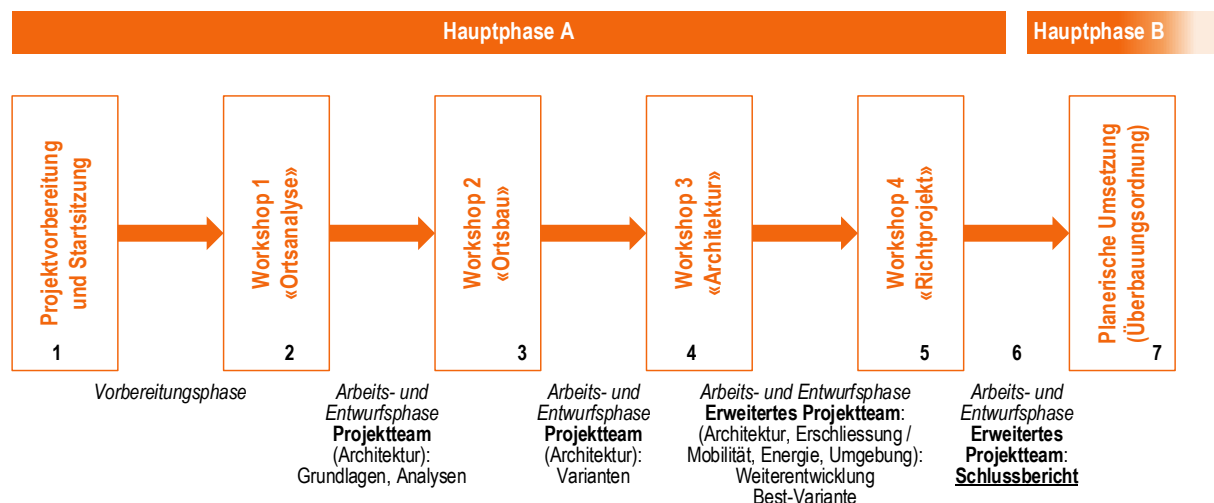 Hauptphase A
Hauptphase B
Projektvorbereitung
und Startsitzung
1
Workshop 1
«Ortsanalyse»
2
Workshop 2
«Ortsbau»
3
Workshop 3
«Architektur»
4
Workshop 4
«Richtprojekt»
5
6
Planerische Umsetzung
(Überbauungsordnung)
7
Vorbereitungsphase
Arbeits- und
Entwurfsphase
Projektteam
(Architektur):
Grundlagen, Analysen
Arbeits- und
Entwurfsphase
Projektteam
(Architektur):
Varianten
Arbeits- und Entwurfsphase
Erweitertes Projektteam:
(Architektur, Erschliessung /
Mobilität, Energie, Umgebung):
Weiterentwicklung
Best-Variante
Arbeits- und
Entwurfsphase
Erweitertes
Projektteam:
Schlussbericht